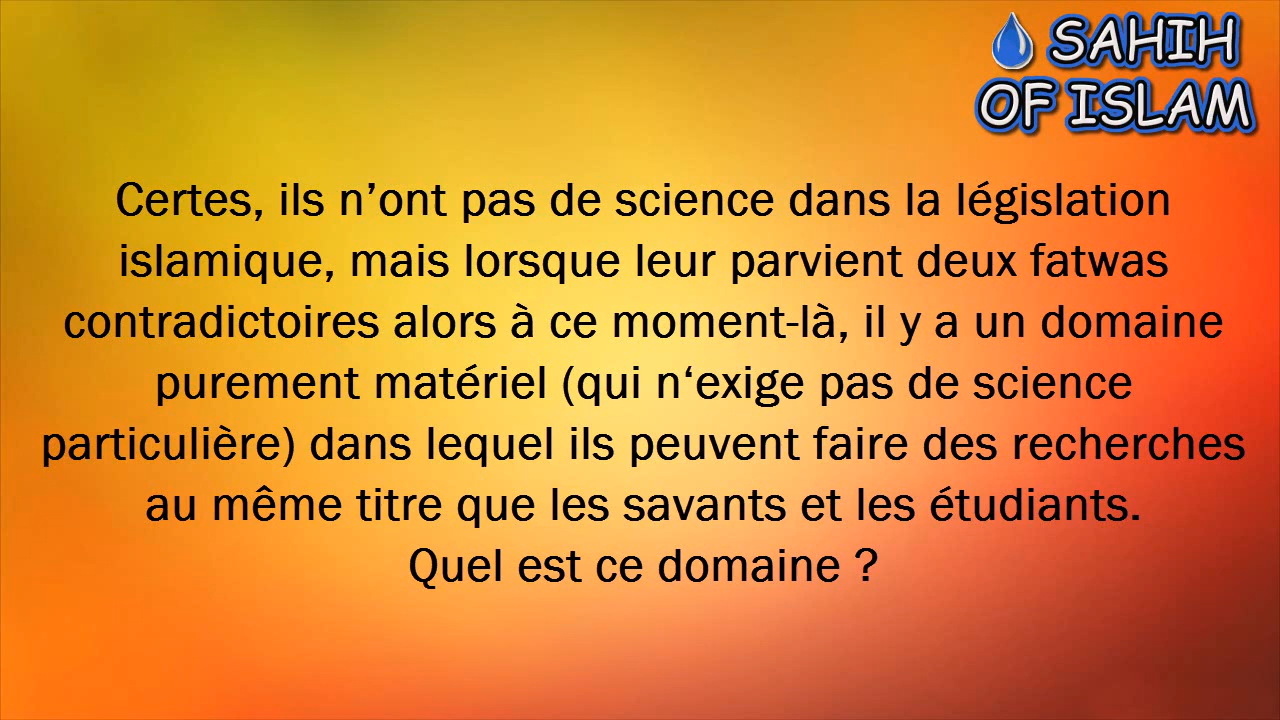 SAHIH
OF ISLAM
Certes, ils n’ont pas de science dans la législation
islamique, mais lorsque leur parvient deux fatwas
contradictoires alors à ce moment-là, il y a un domaine
purement matériel (qui n‘exige pas de science
particulière) dans lequel ils peuvent faire des recherches
au même titre que les savants et les étudiants.
Quel est ce domaine ?